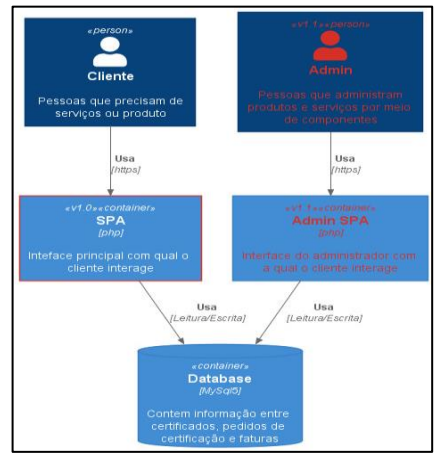 «person»
Cliente
Pessoas que precisam de
serviços ou produto
«v1.1»«person»
Admin
Pessoas que administram
produtos e serviços por meio
de componentes
Usa
[https]
Usa
[https]
«v1.0»«container»
SPA
[php]
Inteface principal com qual o
cliente interage
«v1.1»«container»
Admin SPA
[php]
Interface do administrador com
a qual o cliente interage
Usa
[Leitura/Escrita]
Usa
[Leitura/Escrita]
«container»
Database
[MySql5]
Contem informação entre
certificados, pedidos de
certificação e faturas